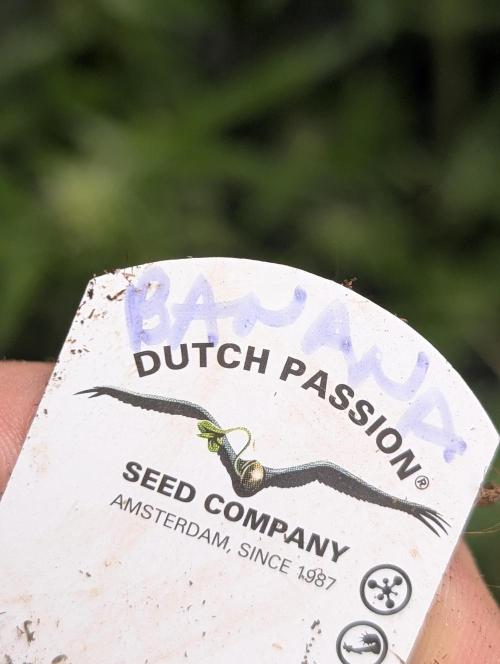 BANANA
DUTCH PASSION®
SEED COMPANY
AMSTERDAM, SINCE 1987